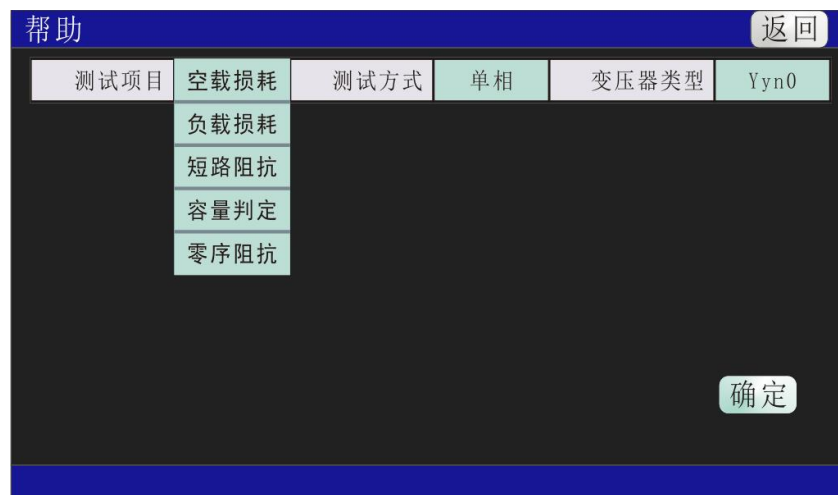 帮助 返回
测试项目 空载损耗 测试方式 单相 变压器类型 Yyn0
负载损耗
短路阻抗
容量判定
零序阻抗
确定